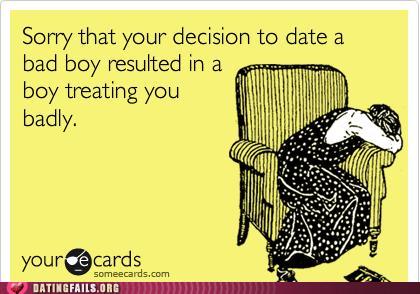 Sorry that your decision to date a
bad boy resulted in a
boy treating you
badly.
your e cards
someecards.com
DATINGFAILS.ORG